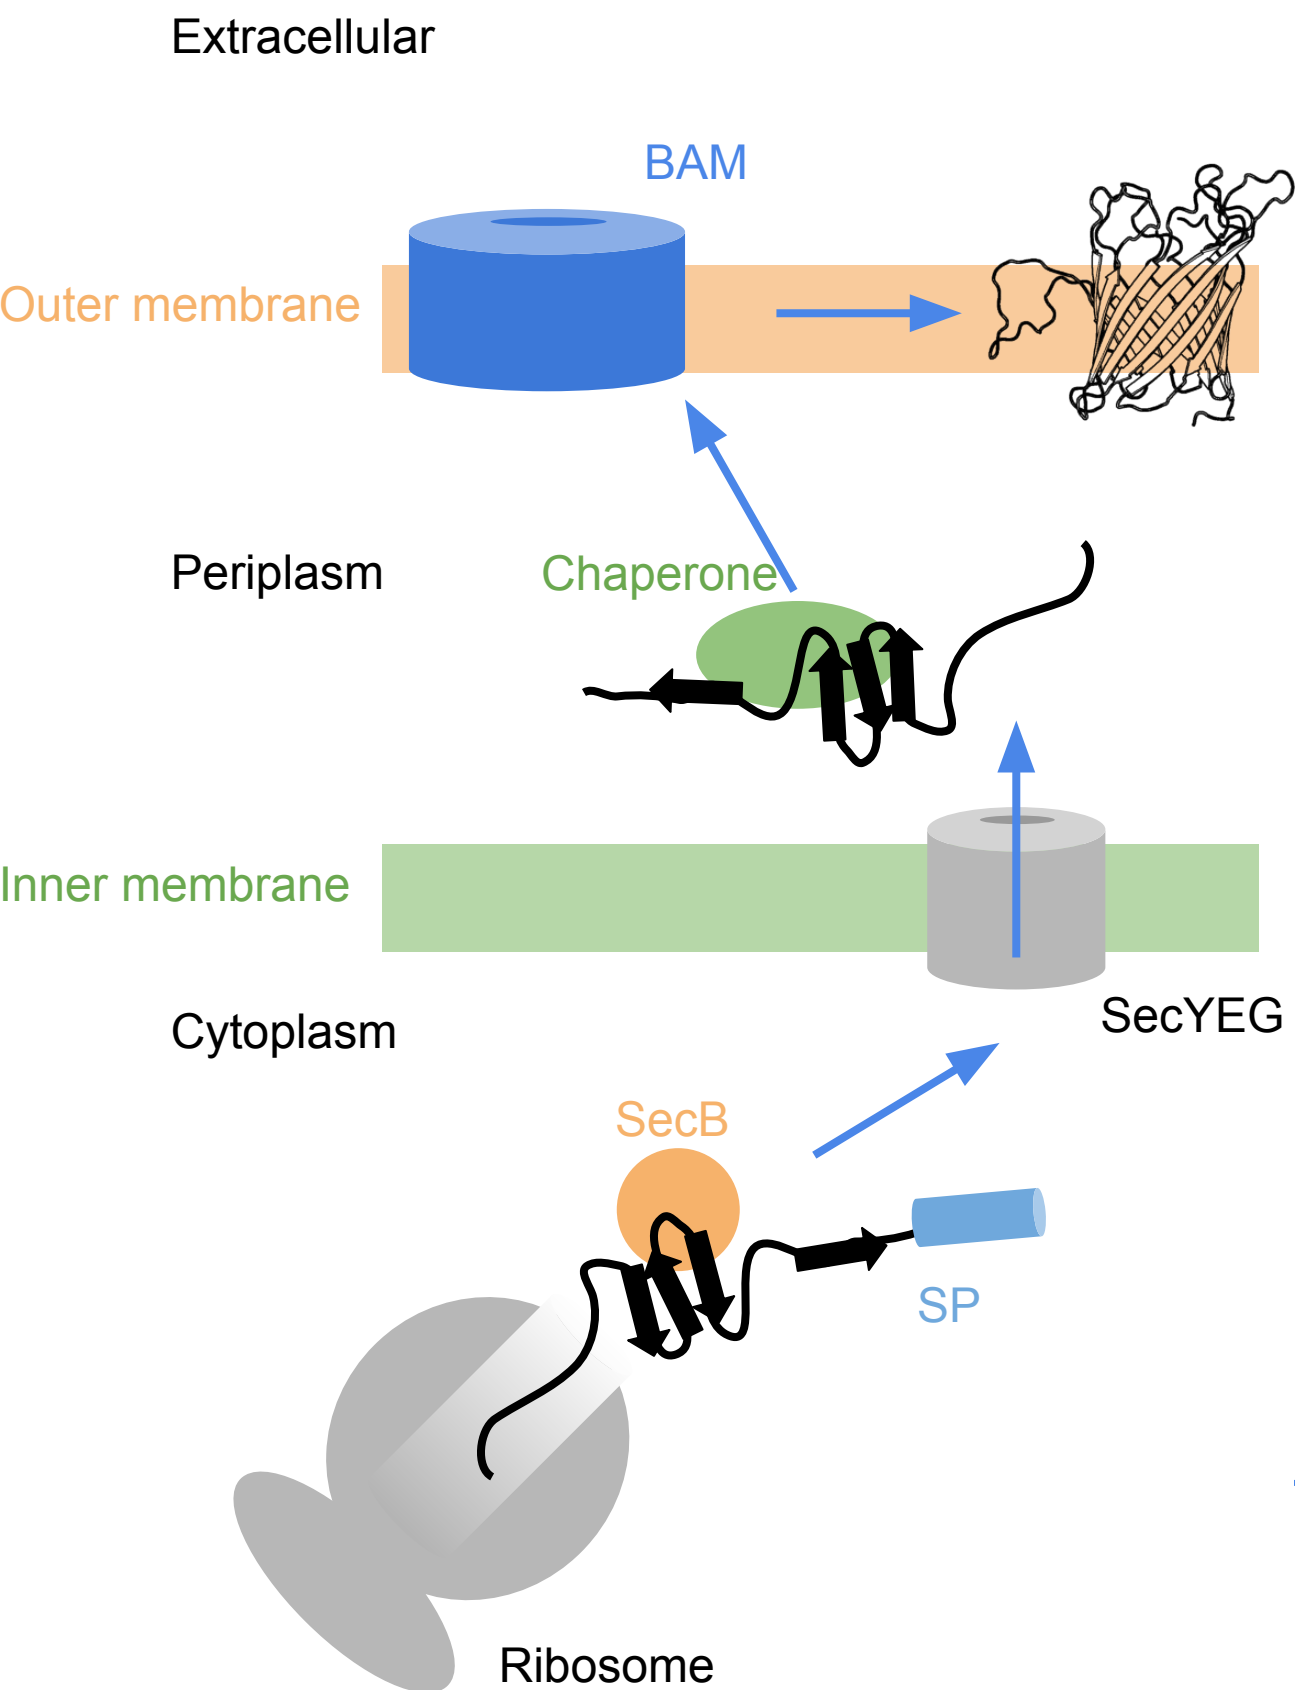 Extracellular
BAM
Outer membrane
Periplasm
Chaperone
Inner membrane
SecYEG
Cytoplasm
SecB
SP
Ribosome